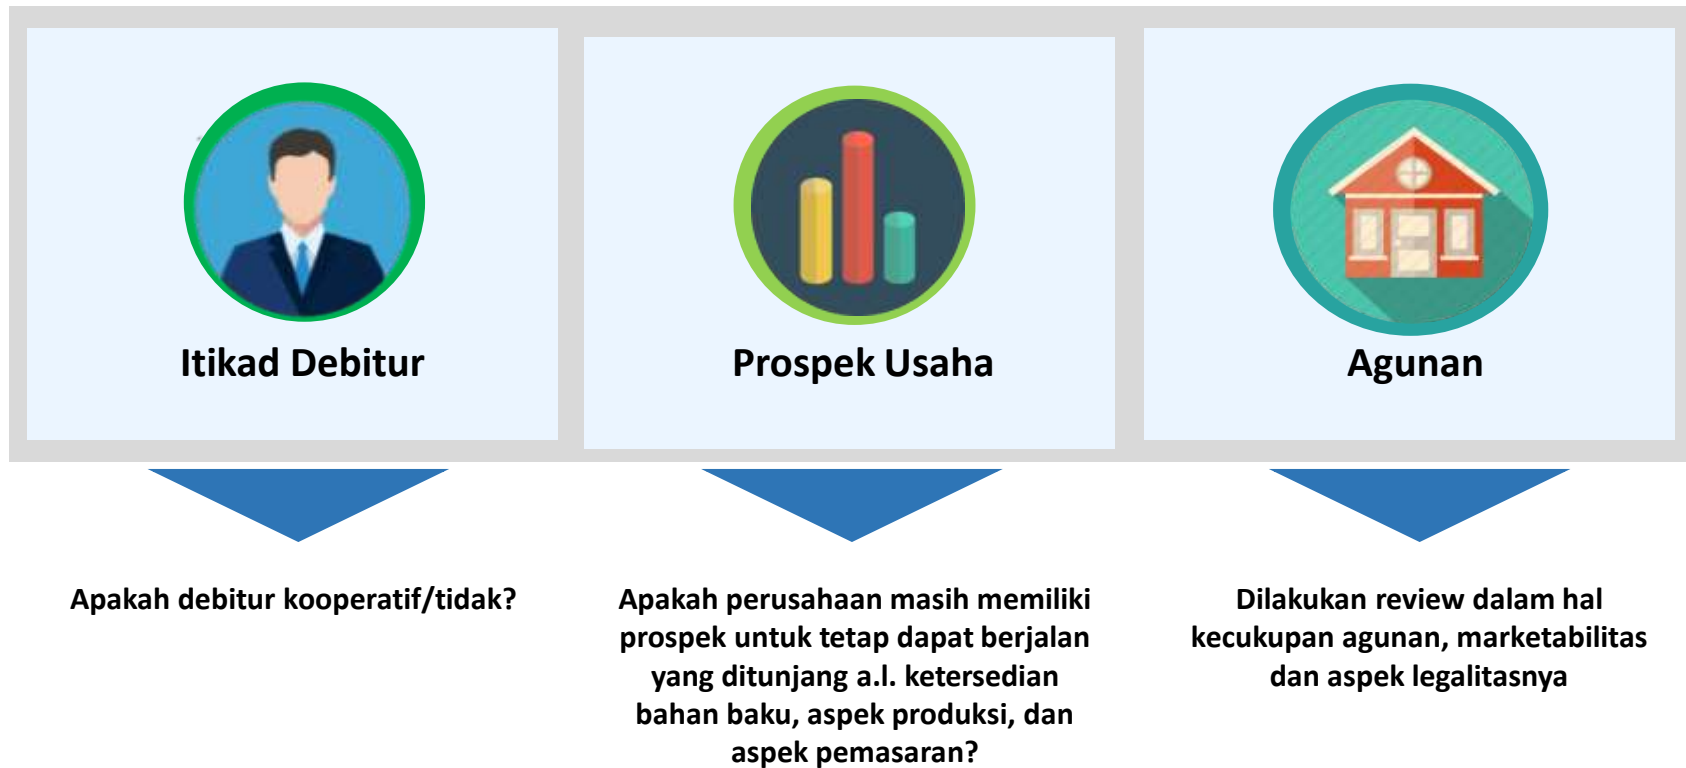 Itikad Debitur
Prospek Usaha
Agunan
Apakah debitur kooperatif/tidak?
Apakah perusahaan masih memiliki
prospek untuk tetap dapat berjalan
yang ditunjang a.l. ketersedian
bahan baku, aspek produksi, dan
aspek pemasaran?
Dilakukan review dalam hal
kecukupan agunan, marketabilitas
dan aspek legalitasnya